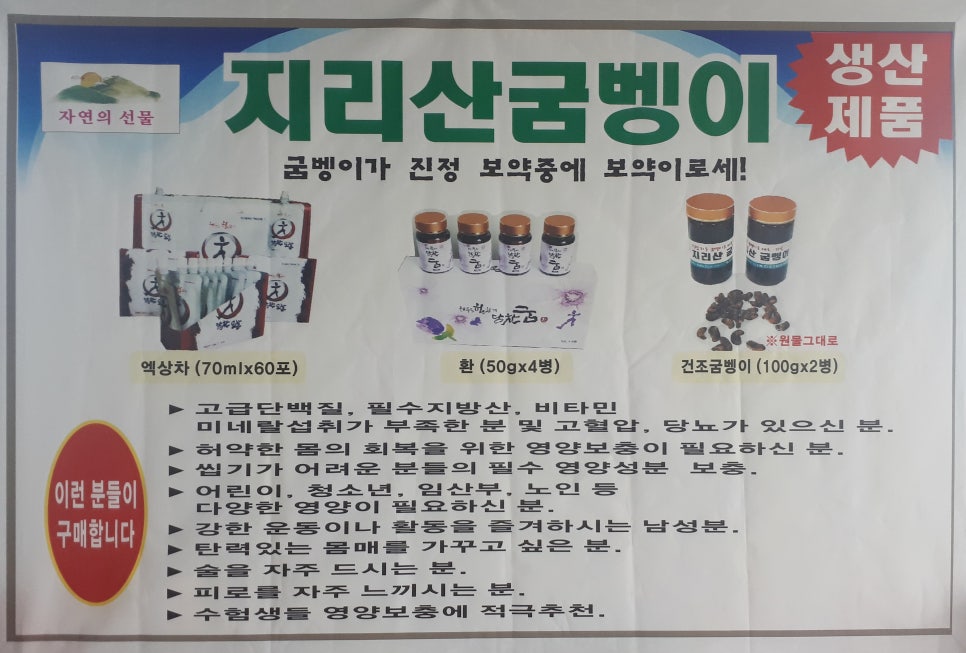 자연의 선물
지리산굼벵이
생산
제품
굼벵이가 진정 보약중에 보약이로세!
지리산 굼벵이
※원물그대로
엑상차 (70mlx60포)
환 (50gx4병)
건조굼벵이 (100gx2병)
이런 분들이
구매합니다
► 고급단백질, 필수지방산, 비타민
미네랄섭취가 부족한 분 및 고혈압, 당뇨가 있으신 분.
► 허약한 몸의 회복을 위한 영양보충이 필요하신 분.
► 씹기가 어려운 분들의 필수 영양성분 보충.
► 어린이, 청소년, 임산부, 노인 등
다양한 영양이 필요하신 분.
► 강한 운동이나 활동을 즐겨하시는 남성분.
► 탄력있는 몸매를 가꾸고 싶은 분.
► 술을 자주 드시는 분.
► 피로를 자주 느끼시는 분.
► 수험생들 영양보충에 적극추천.